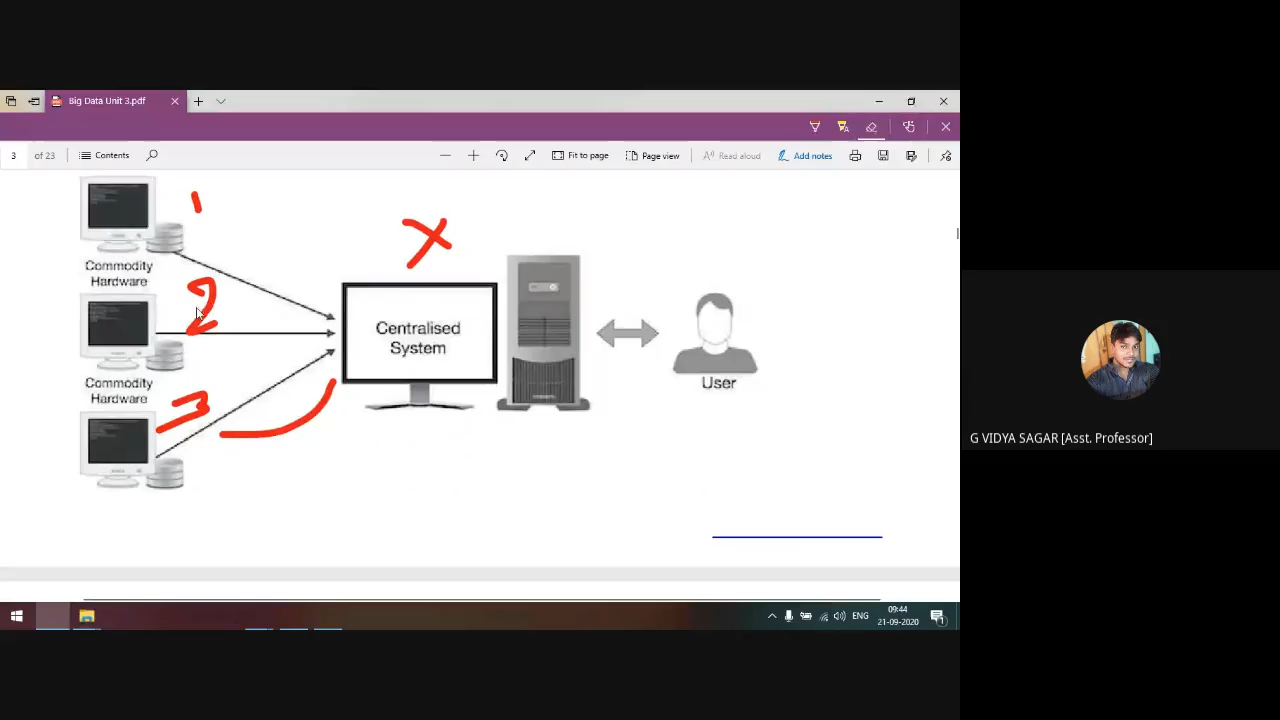 Big Data Unit 3.pdf
3 of 23 Contents Fit to page Page view Read aloud Add notes
1
X
Commodity
Hardware
2
Centralised
System
Commodity
Hardware
User
3
G VIDYA SAGAR [Asst. Professor]
ENG
09:44
21-09-2020
1